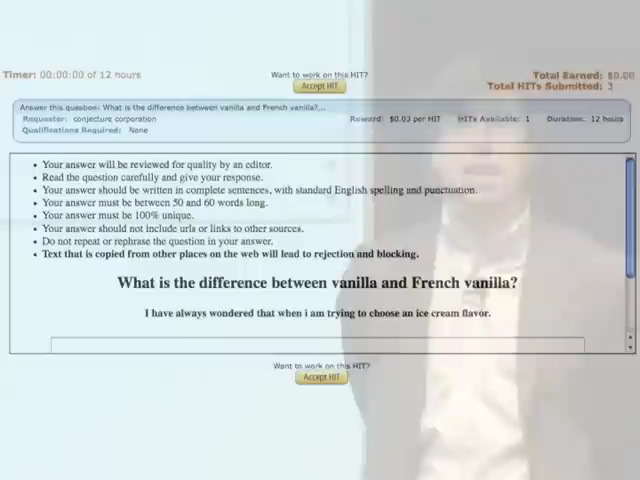 Timer: 00:00:00 of 12 hours
Want to work on this HIT?
Accept HIT
Total Earned: $0.00
Total HITs Submitted: 3
Answer this question: What is the difference between vanilla and French vanilla?,...
Requester: conjecture corporation
Reward: $0.03 per HIT
HITs Available: 1
Duration: 12 hours
Qualifications Required: None
• Your answer will be reviewed for quality by an editor.
• Read the question carefully and give your response.
• Your answer should be written in complete sentences, with standard English spelling and punctuation.
• Your answer must be between 50 and 60 words long.
• Your answer must be 100% unique.
• Your answer should not include urls or links to other sources.
• Do not repeat or rephrase the question in your answer.
• Text that is copied from other places on the web will lead to rejection and blocking.
What is the difference between vanilla and French vanilla?
I have always wondered that when i am trying to choose an ice cream flavor.
Want to work on this HIT?
Accept HIT